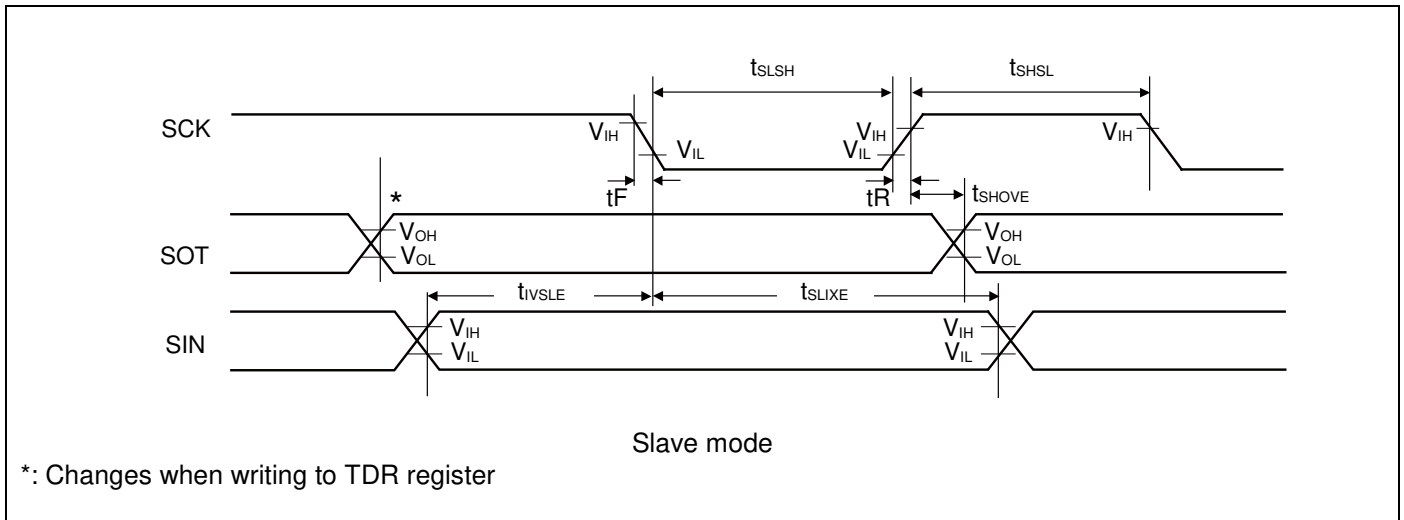 tSLSH tSHSL
SCK VIH VIL VIH VIL VIH
tF tR tSHOVE
*
SOT VOH VOL VOH VOL
tIVSLE tSLIXE
SIN VIH VIL VIH VIL
Slave mode
*: Changes when writing to TDR register